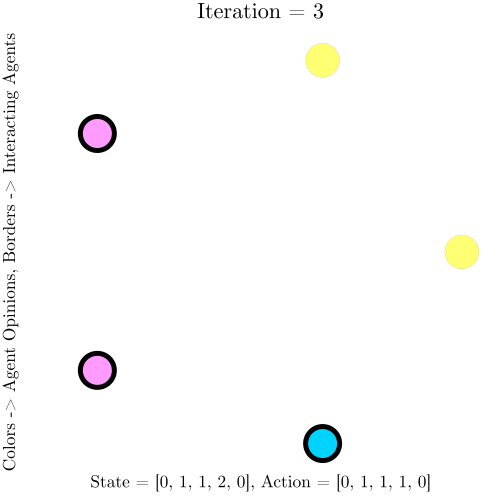 Iteration = 3
Colors -> Agent Opinions, Borders -> Interacting Agents
State = [0, 1, 1, 2, 0], Action = [0, 1, 1, 1, 0]